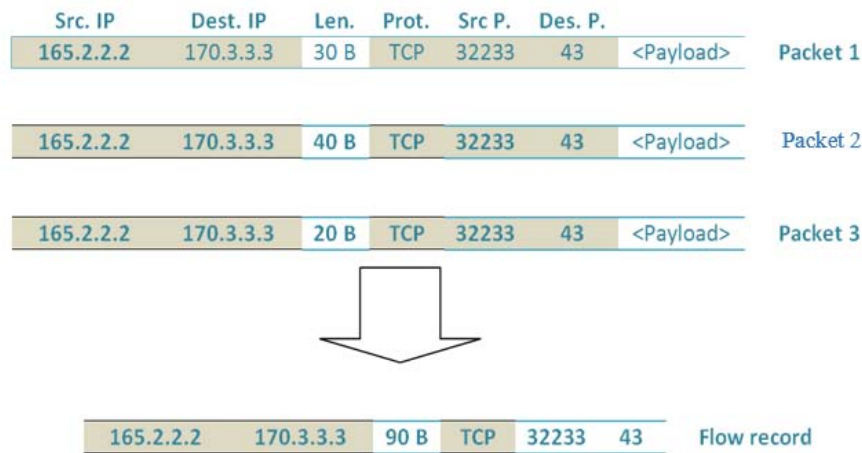 Src. IP Dest. IP Len. Prot. Src P. Des. P.
165.2.2.2 170.3.3.3 30 B TCP 32233 43 <Payload> Packet 1
165.2.2.2 170.3.3.3 40 B TCP 32233 43 <Payload> Packet 2
165.2.2.2 170.3.3.3 20 B TCP 32233 43 <Payload> Packet 3
165.2.2.2 170.3.3.3 90 B TCP 32233 43 Flow record